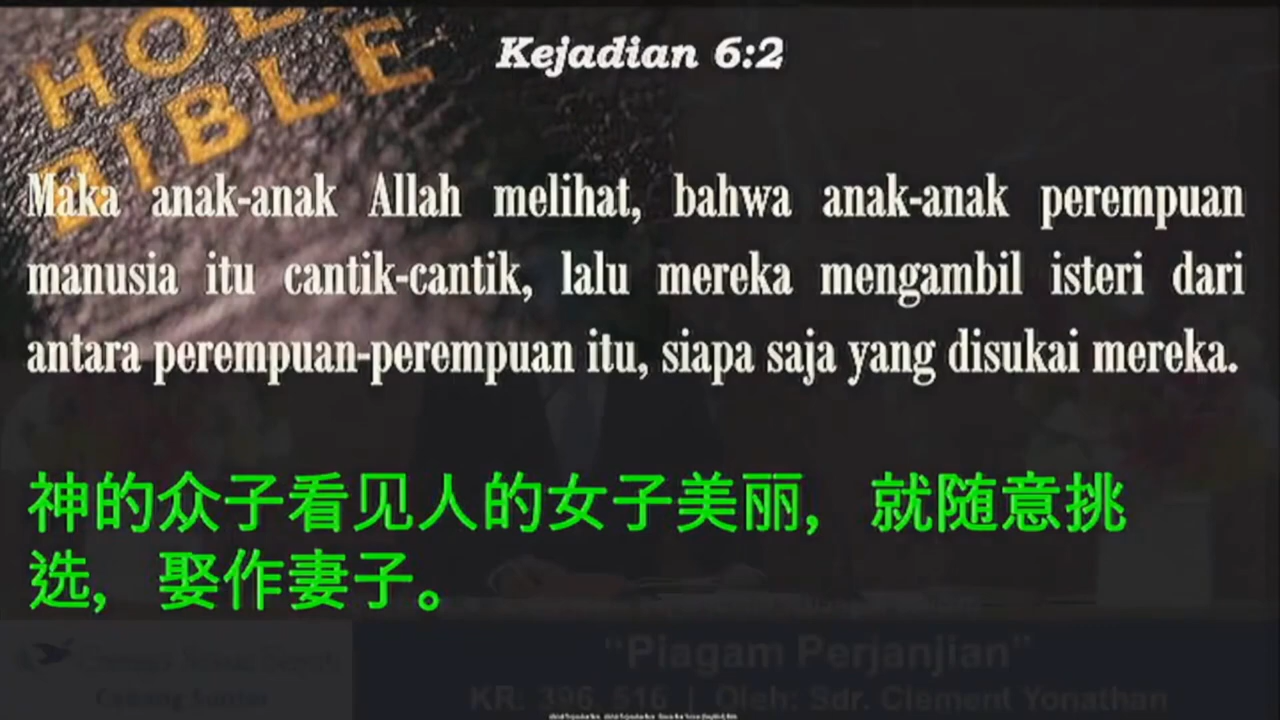 HOL
BIBLE
Kejadian 6:2
Maka anak-anak Allah melihat, bahwa anak-anak perempuan
manusia itu cantik-cantik, lalu mereka mengambil isteri dari
antara perempuan-perempuan itu, siapa saja yang disukai mereka.
神的众子看见人的女子美丽， 就随意挑
选， 娶作妻子。
“Piagam Perjanjian”
KR: 396, 516 | Oleh: Sdr. Clement Yonathan